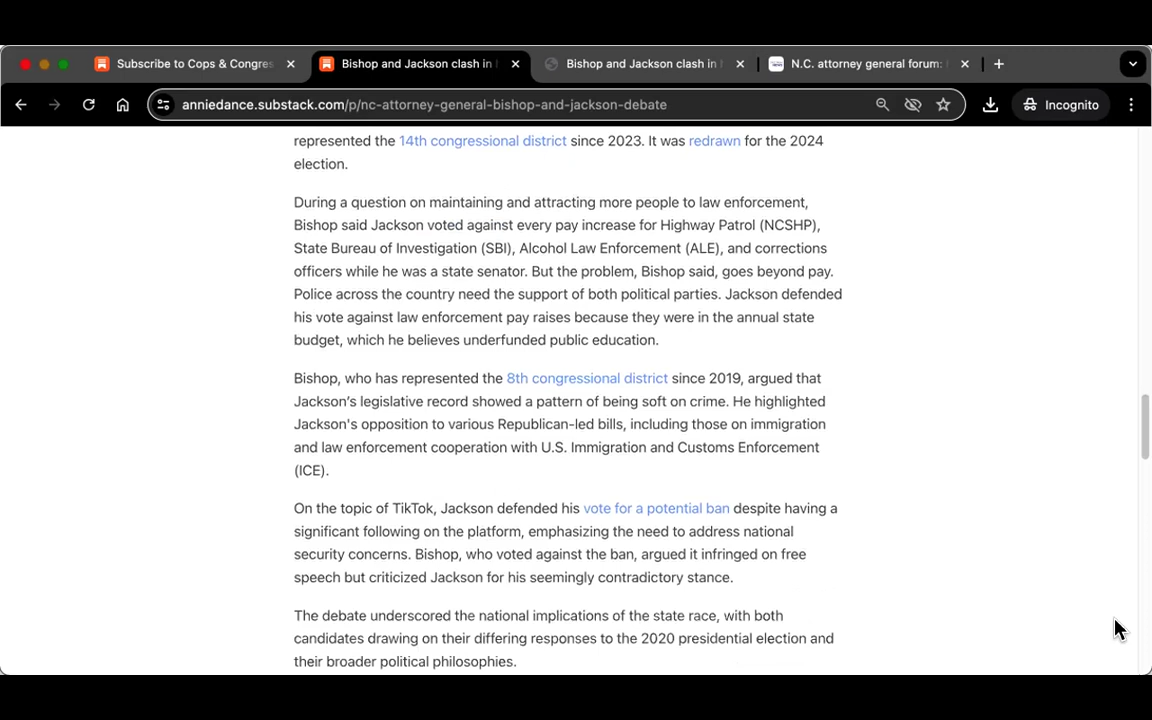 Subscribe to Cops & Congres
Bishop and Jackson clash in
Bishop and Jackson clash in
N.C. attorney general forum:
anniedance.substack.com/p/nc-attorney-general-bishop-and-jackson-debate
Incognito
represented the 14th congressional district since 2023. It was redrawn for the 2024
election.
During a question on maintaining and attracting more people to law enforcement,
Bishop said Jackson voted against every pay increase for Highway Patrol (NCSHP),
State Bureau of Investigation (SBI), Alcohol Law Enforcement (ALE), and corrections
officers while he was a state senator. But the problem, Bishop said, goes beyond pay.
Police across the country need the support of both political parties. Jackson defended
his vote against law enforcement pay raises because they were in the annual state
budget, which he believes underfunded public education.
Bishop, who has represented the 8th congressional district since 2019, argued that
Jackson’s legislative record showed a pattern of being soft on crime. He highlighted
Jackson's opposition to various Republican-led bills, including those on immigration
and law enforcement cooperation with U.S. Immigration and Customs Enforcement
(ICE).
On the topic of TikTok, Jackson defended his vote for a potential ban despite having a
significant following on the platform, emphasizing the need to address national
security concerns. Bishop, who voted against the ban, argued it infringed on free
speech but criticized Jackson for his seemingly contradictory stance.
The debate underscored the national implications of the state race, with both
candidates drawing on their differing responses to the 2020 presidential election and
their broader political philosophies.